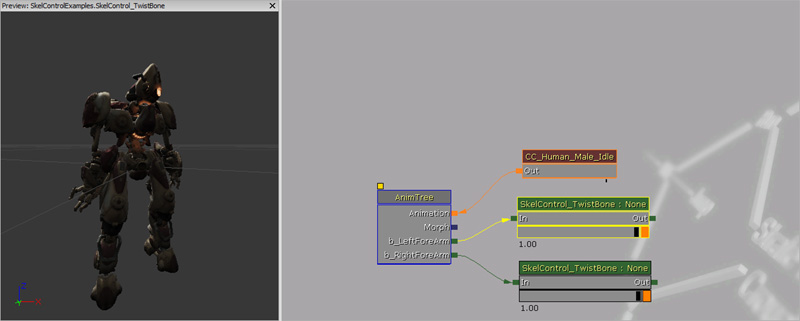 Preview: SkelControlExamples.SkelControl_TwistBone
CC_Human_Male_Idle
Out
AnimTree
Animation
Morph
b_LeftForeArm
b_RightForeArm
SkelControl_TwistBone : None
In Out
1.00
SkelControl_TwistBone : None
In Out
1.00
Z
X
Y